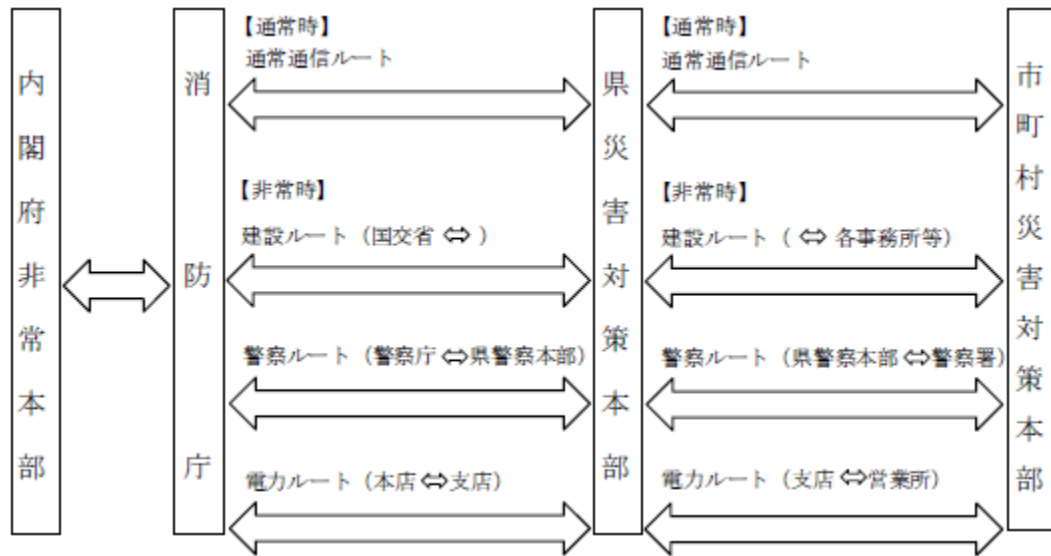 内閣府非常本部
消防庁
【通常時】
通常通信ルート
【非常時】
建設ルート（国交省 ⇔ ）
警察ルート（警察庁 ⇔県警察本部）
電力ルート（本店 ⇔支店）
県災害対策本部
【通常時】
通常通信ルート
【非常時】
建設ルート（ ⇔ 各事務所等）
警察ルート（県警察本部 ⇔警察署）
電力ルート（支店 ⇔営業所）
市町村災害対策本部